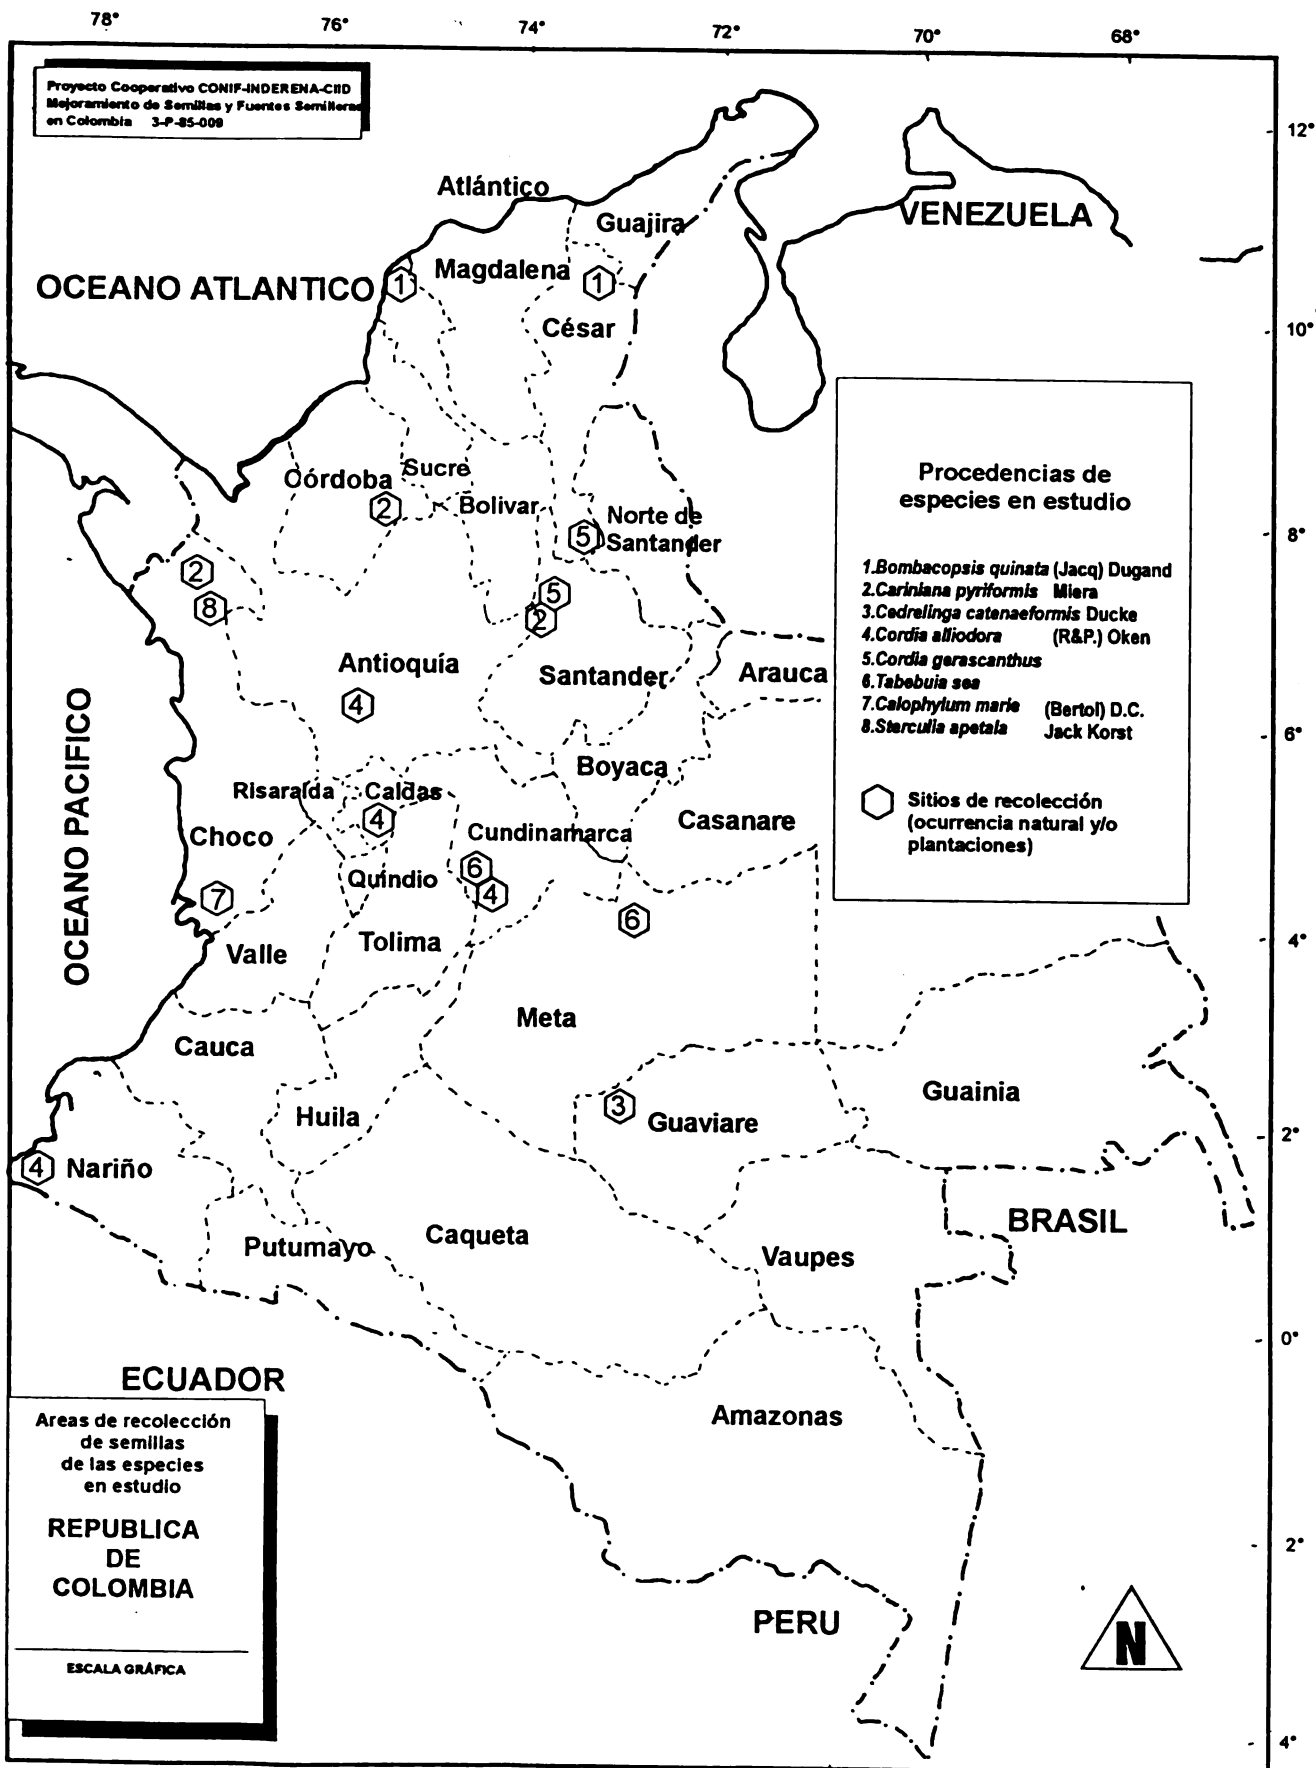 78°
76°
74°
72°
70°
68°
Proyecto Cooperativo CONIF-INDERENA-CIID
Mejoramiento de Semillas y Fuentes Semilleras
en Colombia 3-P-85-009
12°
Atlántico
Guajira
VENEZUELA
OCEANO ATLANTICO
1
Magdalena
1
César
10°
Procedencias de
especies en estudio
1.Bombacopsis quinata (Jacq) Dugand
2.Cariniana pyriformis Miera
3.Cedrelinga catenaeformis Ducke
4.Cordia alliodora (R&P.) Oken
5.Cordia gerascanthus
6.Tabebuia sea
7.Calophylum marie (Bertol) D.C.
8.Sterculia apetala Jack Korst
Sitios de recolección
(ocurrencia natural y/o
plantaciones)
Córdoba
Sucre
2
Bolivar
Norte de
Santander
5
8°
2
8
5
2
Antioquía
Santander
Arauca
4
OCEANO PACIFICO
6°
Boyaca
Risaralda
Caldas
4
Choco
Cundinamarca
Casanare
Quindio
6
4
7
6
4°
Valle
Tolima
Meta
Cauca
Guainia
Huila
3
Guaviare
2°
4
Nariño
BRASIL
Putumayo
Caqueta
Vaupes
0°
ECUADOR
Amazonas
Areas de recolección
de semillas
de las especies
en estudio
REPUBLICA
DE
COLOMBIA
ESCALA GRÁFICA
2°
PERU
N
4°